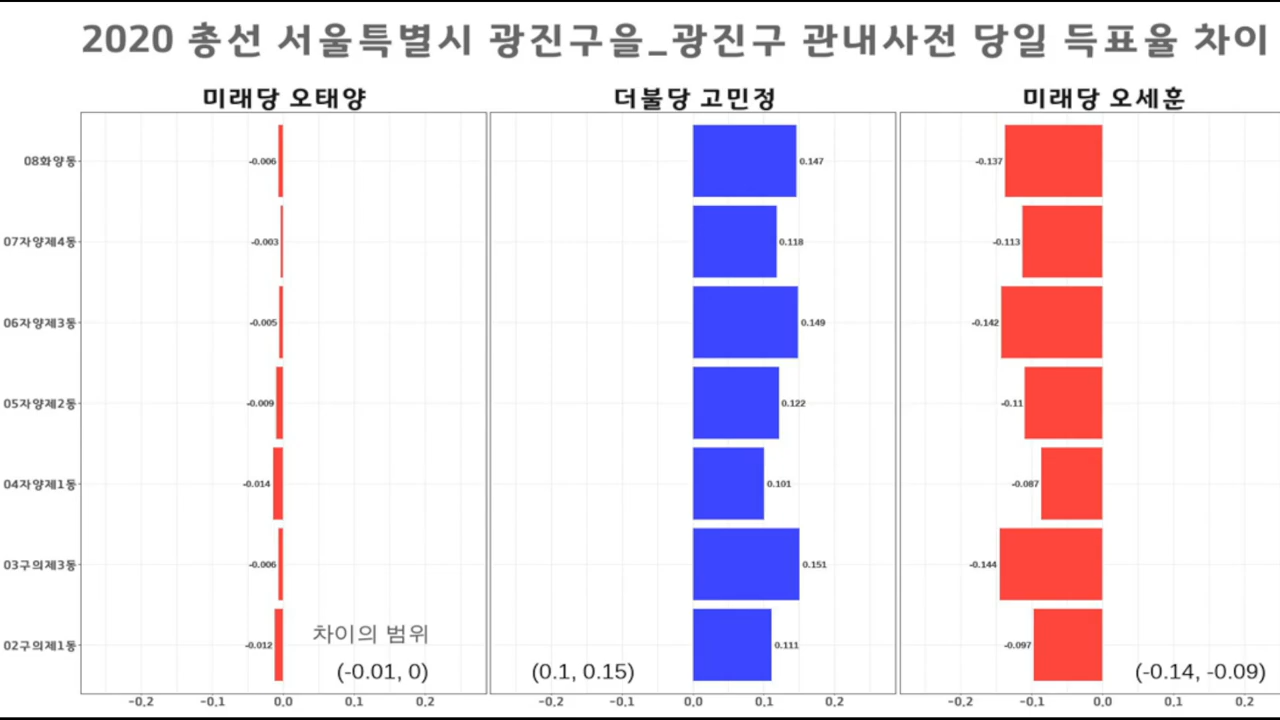 2020 총선 서울특별시 광진구을_광진구 관내사전 당일 득표율 차이
미래당 오태양
더불당 고민정
미래당 오세훈
08화양동
-0.006
0.147
-0.137
07자양제4동
-0.003
0.118
-0.113
06자양제3동
-0.005
0.149
-0.142
05자양제2동
-0.009
0.122
-0.11
04자양제1동
-0.014
0.101
-0.087
03구의제3동
-0.006
0.151
-0.144
02구의제1동
-0.012
0.111
-0.097
차이의 범위
(-0.01, 0)
(0.1, 0.15)
(-0.14, -0.09)
-0.2 -0.1 0.0 0.1 0.2
-0.2 -0.1 0.0 0.1 0.2
-0.2 -0.1 0.0 0.1 0.2